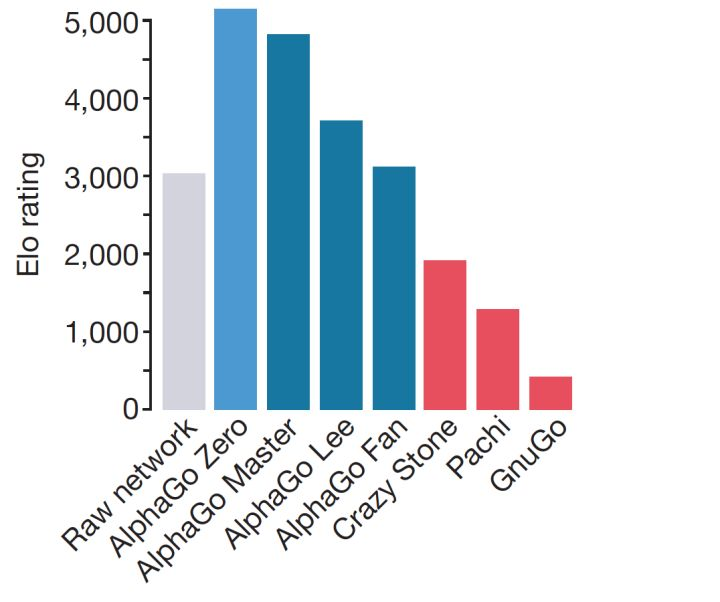 5,000
4,000
3,000
2,000
1,000
0
Elo rating
Raw network
AlphaGo Zero
AlphaGo Master
AlphaGo Lee
AlphaGo Fan
Crazy Stone
Pachi
GnuGo